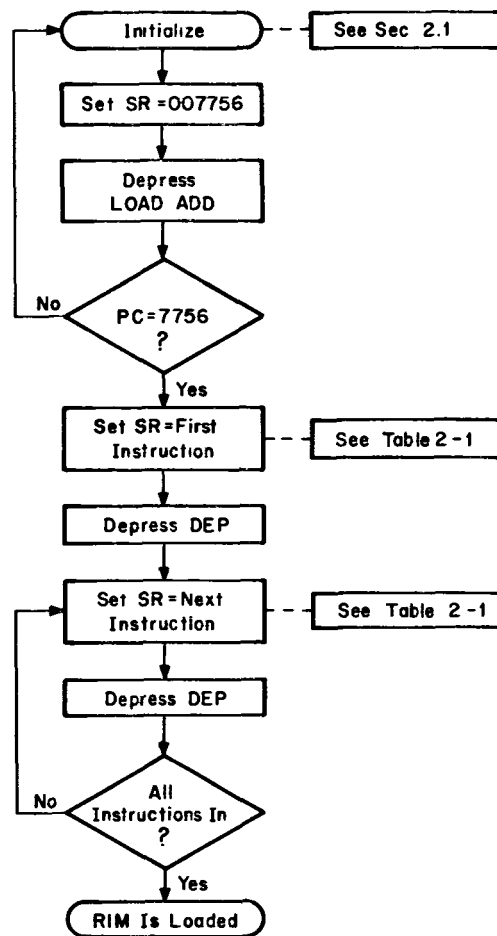 Initialize
See Sec 2.1
Set SR=007756
Depress
LOAD ADD
No
PC=7756
?
Yes
Set SR=First
Instruction
See Table 2-1
Depress DEP
Set SR=Next
Instruction
See Table 2-1
Depress DEP
No
All
Instructions In
?
Yes
RIM Is Loaded